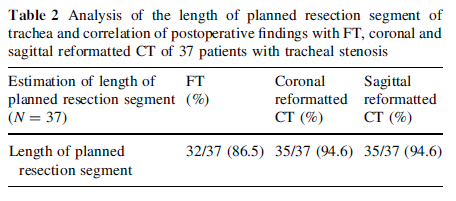 Table 2 Analysis of the length of planned resection segment of
trachea and correlation of postoperative findings with FT, coronal and
sagittal reformatted CT of 37 patients with tracheal stenosis
Estimation of length of FT Coronal Sagittal
planned resection segment (%) reformatted reformatted
(N = 37) CT (%) CT (%)
Length of planned 32/37 (86.5) 35/37 (94.6) 35/37 (94.6)
resection segment